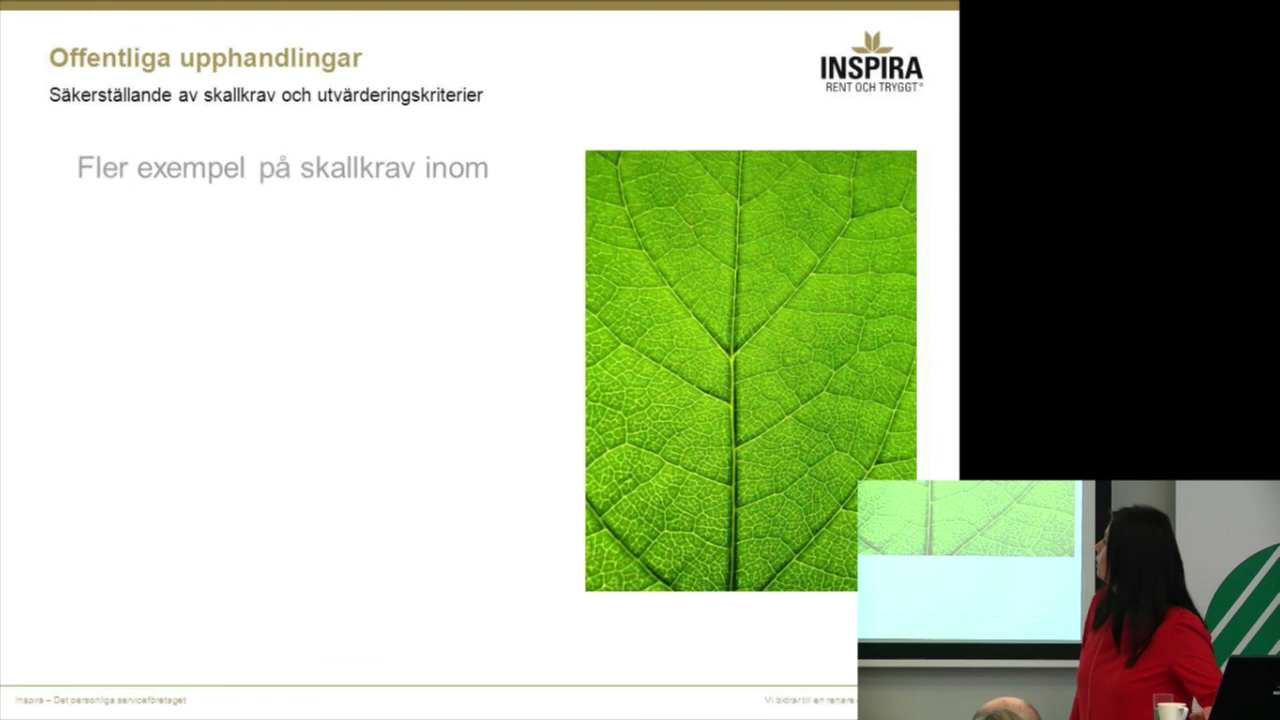 Offentliga upphandlingar
Säkerställande av skallkrav och utvärderingskriterier
INSPIRA
RENT OCH TRYGGT®
Fler exempel på skallkrav inom
Inspira – Det personliga serviceföretaget
Vi bidrar till en renare